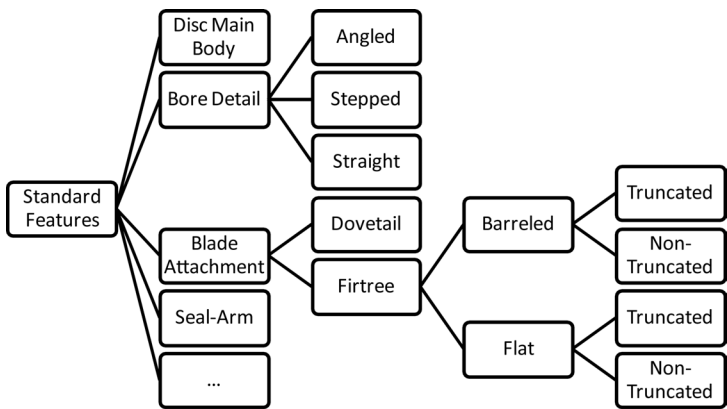 Standard
Features
Disc Main
Body
Bore Detail
Angled
Stepped
Straight
Blade
Attachment
Dovetail
Firtree
Barreled
Truncated
Non-
Truncated
Flat
Truncated
Non-
Truncated
Seal-Arm
...